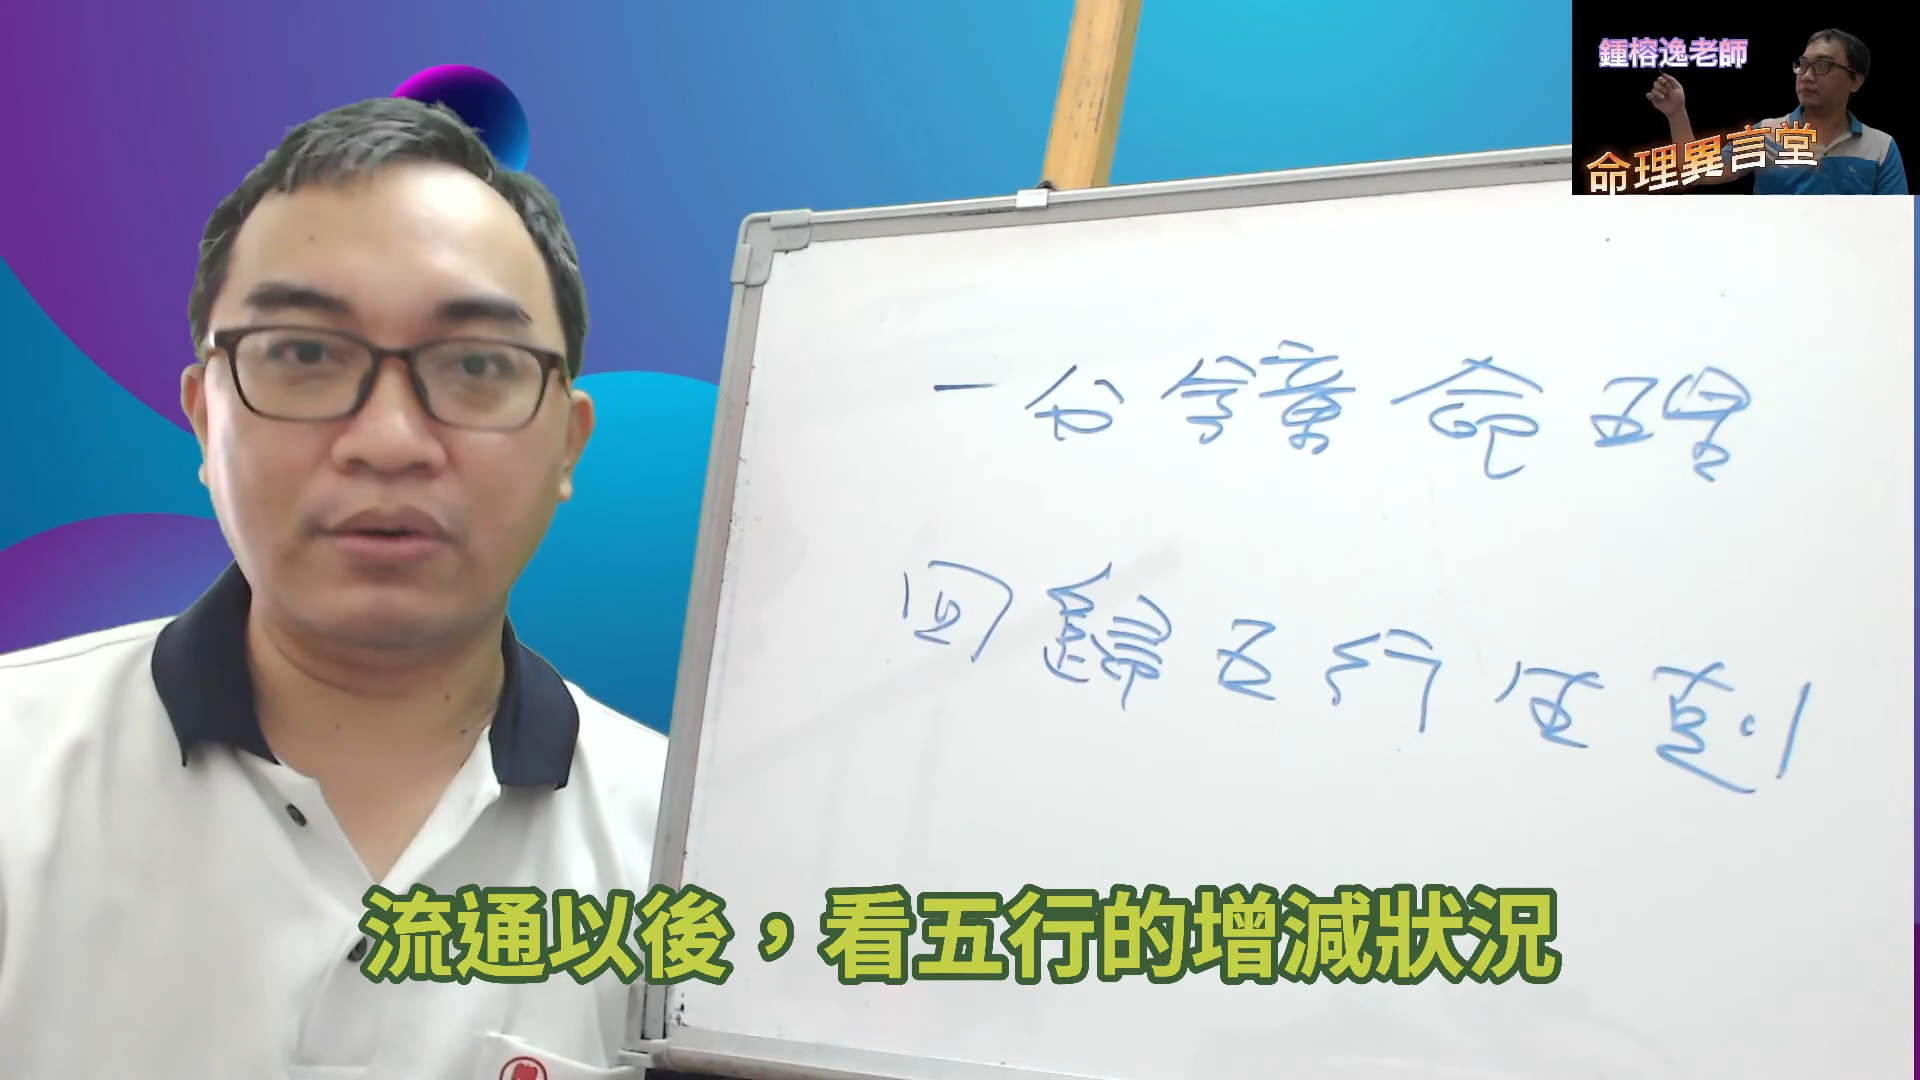 鍾榕逸老師
命理異言堂
一分鐘命理
回歸五行生剋
流通以後，看五行的增減狀況